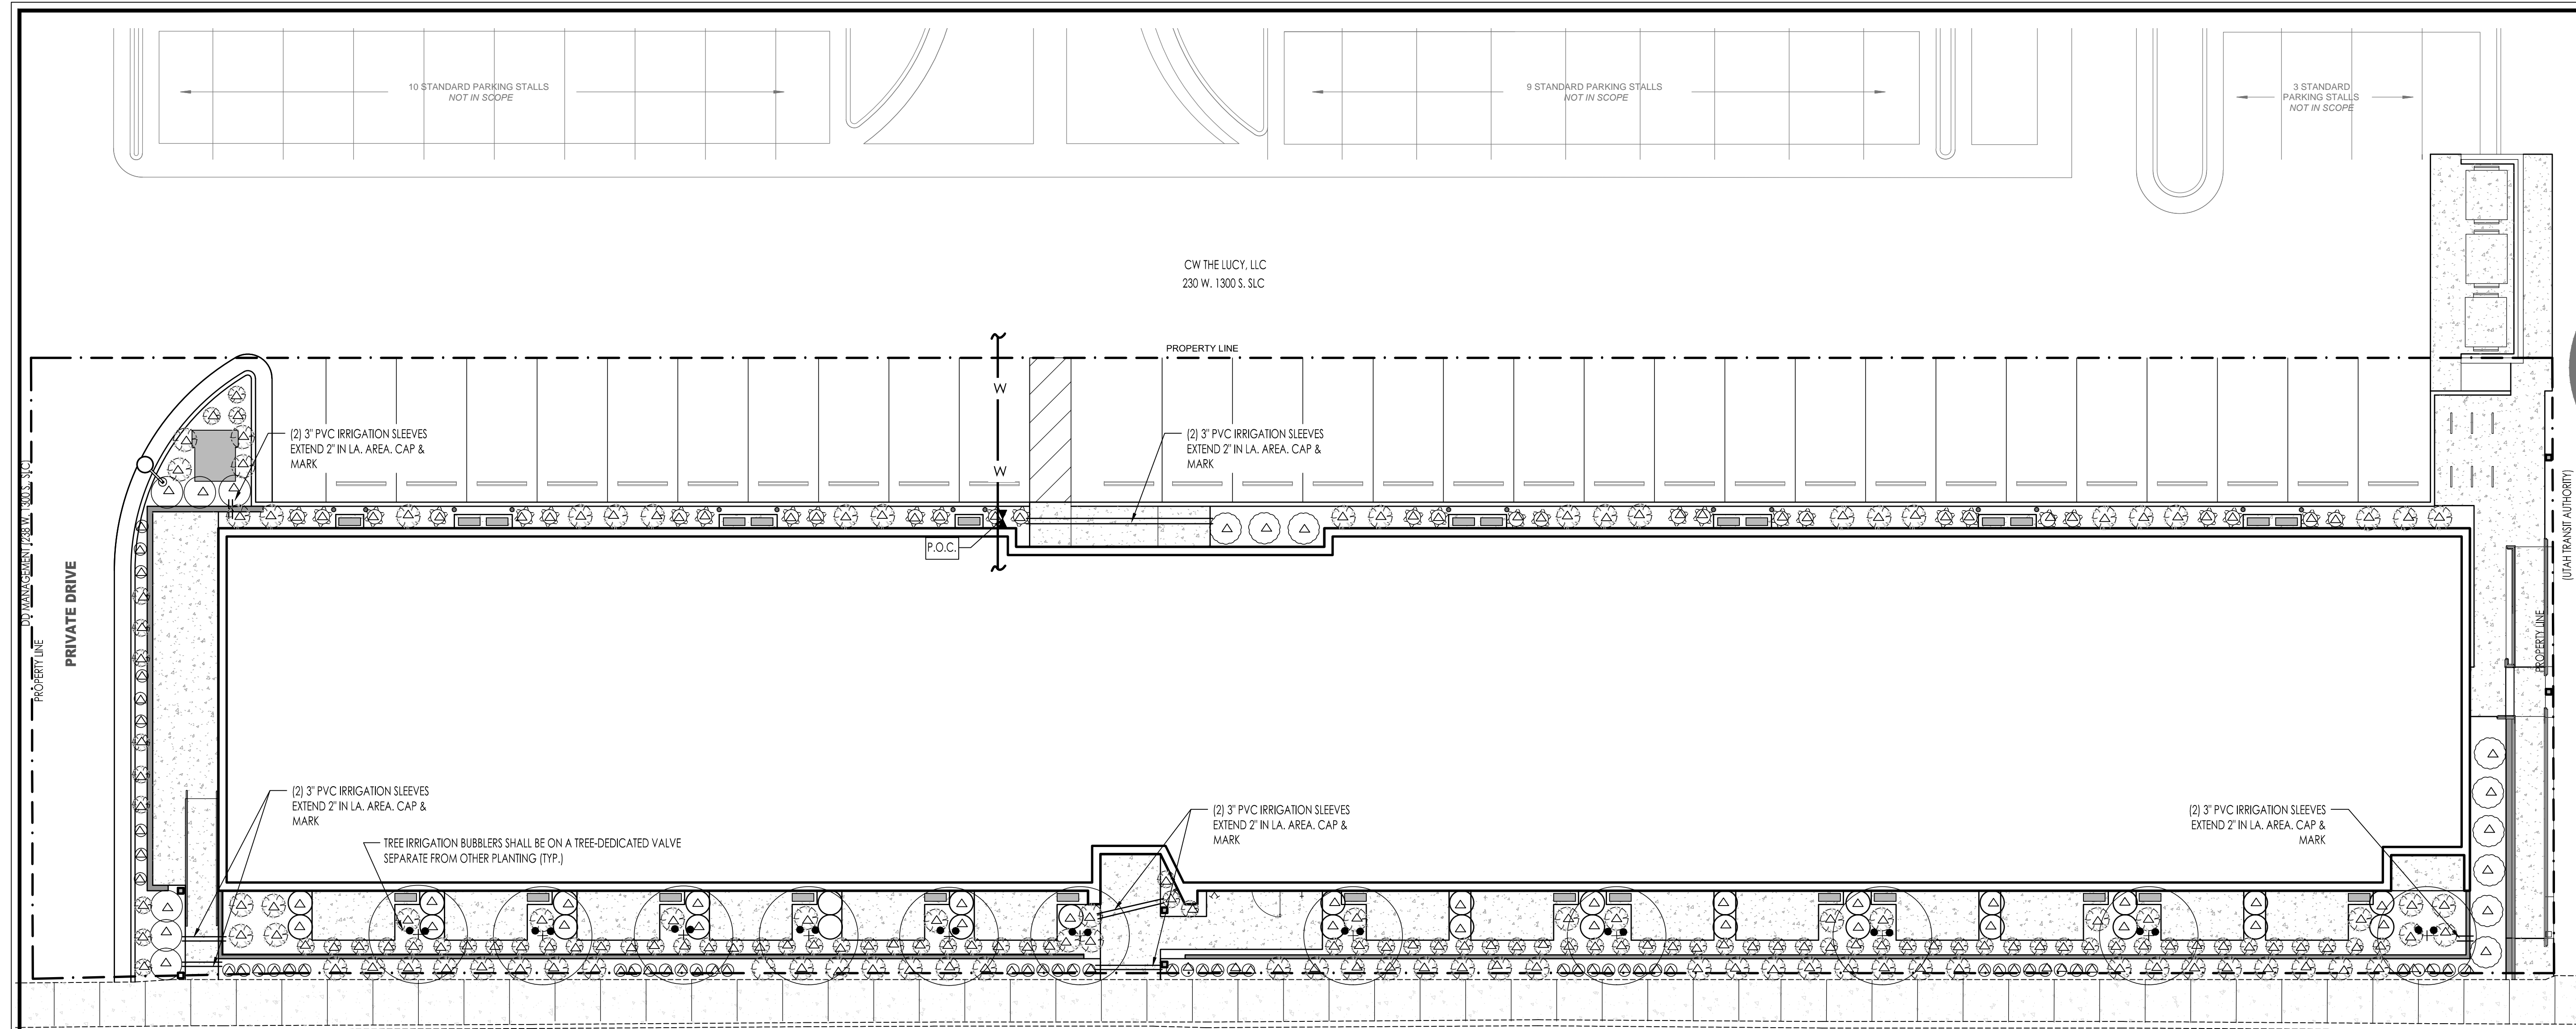 10 STANDARD PARKING STALLS
NOT IN SCOPE
9 STANDARD PARKING STALLS
NOT IN SCOPE
3 STANDARD
PARKING STALLS
NOT IN SCOPE
CW THE LUCY, LLC
230 W. 1300 S. SLC
PROPERTY LINE
W
W
(2) 3" PVC IRRIGATION SLEEVES
EXTEND 2" IN LA. AREA. CAP &
MARK
(2) 3" PVC IRRIGATION SLEEVES
EXTEND 2" IN LA. AREA. CAP &
MARK
P.O.C.
DJD MANAGEMENT (238 W. 1300 S. SLC)
PROPERTY LINE
PRIVATE DRIVE
(UTAH TRANSIT AUTHORITY)
PROPERTY LINE
(2) 3" PVC IRRIGATION SLEEVES
EXTEND 2" IN LA. AREA. CAP &
MARK
TREE IRRIGATION BUBBLERS SHALL BE ON A TREE-DEDICATED VALVE
SEPARATE FROM OTHER PLANTING (TYP.)
(2) 3" PVC IRRIGATION SLEEVES
EXTEND 2" IN LA. AREA. CAP &
MARK
(2) 3" PVC IRRIGATION SLEEVES
EXTEND 2" IN LA. AREA. CAP &
MARK